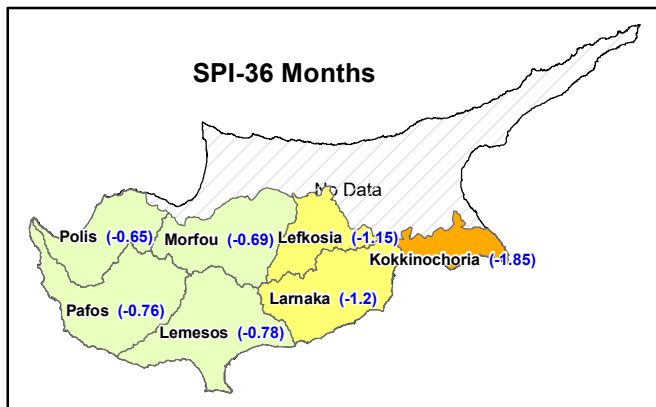 SPI-36 Months
No Data
Polis (-0.65)
Morfou (-0.69)
Lefkosia (-1.15)
Kokkinochoria (-1.85)
Pafos (-0.76)
Larnaka (-1.2)
Lemesos (-0.78)